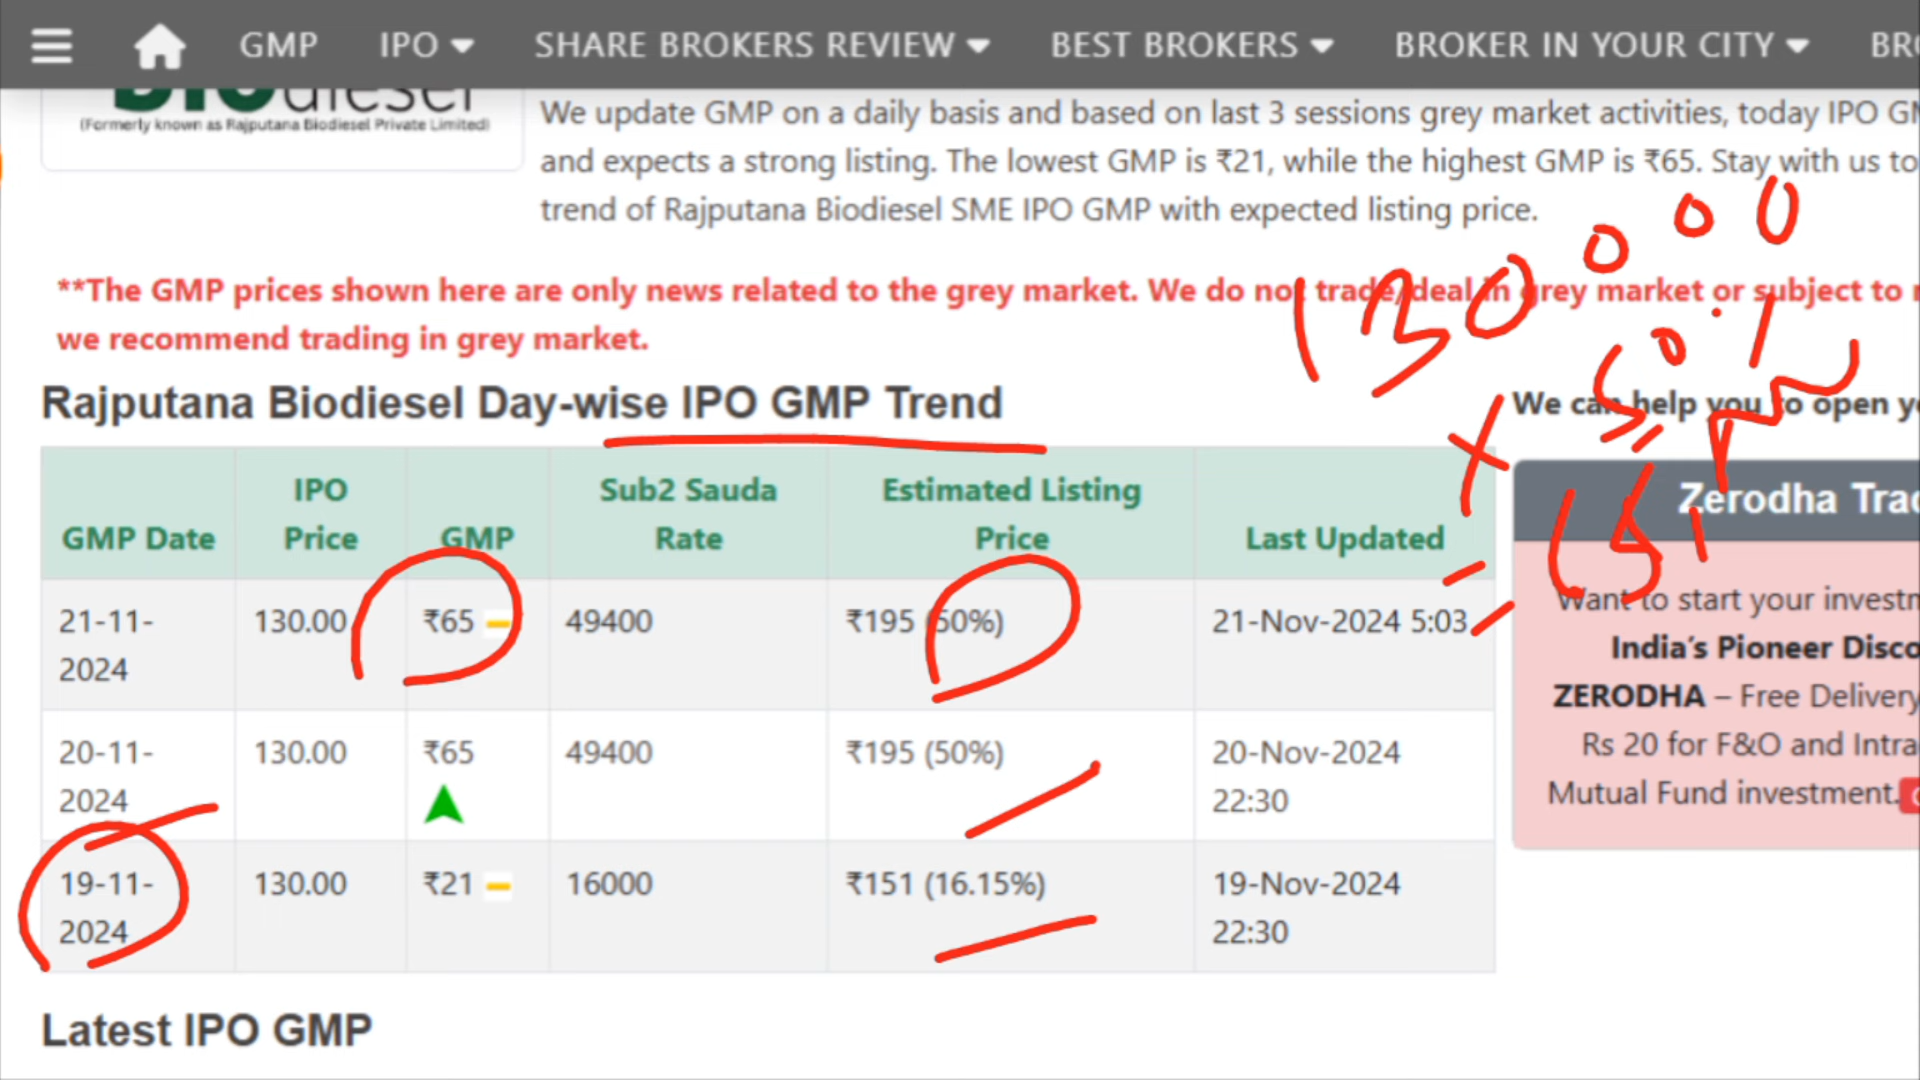 GMP IPO SHARE BROKERS REVIEW BEST BROKERS BROKER IN YOUR CITY
(Formerly known as Rajputana Biodiesel Private Limited)
We update GMP on a daily basis and based on last 3 sessions grey market activities, today IPO
and expects a strong listing. The lowest GMP is ₹21, while the highest GMP is ₹65. Stay with us to
trend of Rajputana Biodiesel SME IPO GMP with expected listing price.
130000
**The GMP prices shown here are only news related to the grey market. We do not trade/deal in grey market or subject to
we recommend trading in grey market.
Rajputana Biodiesel Day-wise IPO GMP Trend
We can help you to open
GMP Date IPO Price GMP Sub2 Sauda Rate Estimated Listing Price Last Updated
21-11-2024 130.00 ₹65 49400 ₹195 (50%) 21-Nov-2024 5:03
20-11-2024 130.00 ₹65 49400 ₹195 (50%) 20-Nov-2024 22:30
19-11-2024 130.00 ₹21 16000 ₹151 (16.15%) 19-Nov-2024 22:30
Zerodha
Want to start your
India's Pioneer
ZERODHA – Free Delivery
Rs 20 for F&O and
Mutual Fund investment.
Latest IPO GMP